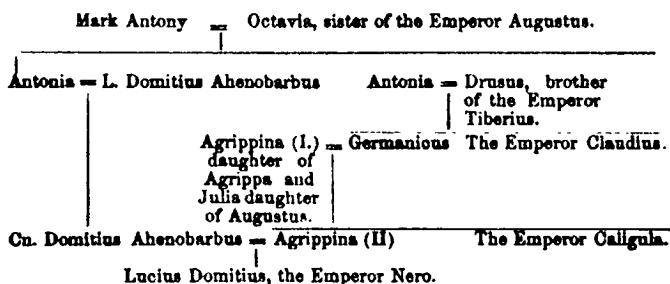 Mark Antony = Octavia, sister of the Emperor Augustus.
Antonia = L. Domitius Ahenobarbus Antonia = Drusus, brother
of the Emperor
Tiberius.
Agrippina (I.) = Germanicus The Emperor Claudius.
daughter of
Agrippa and
Julia daughter
of Augustus.
Cn. Domitius Ahenobarbus = Agrippina (II) The Emperor Caligula.
Lucius Domitius, the Emperor Nero.